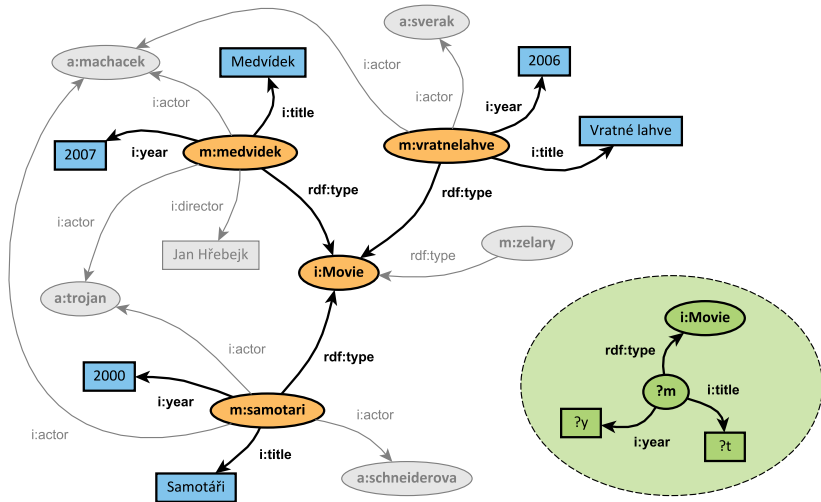 a:sverak
a:machacek
i:actor
Medvídek
2006
i:actor
i:actor
i:title
i:year
Vratné lahve
2007
i:year
m:medvidek
m:vratnelahve
i:title
rdf:type
rdf:type
i:actor
i:director
Jan Hřebejk
m:zelary
rdf:type
i:Movie
a:trojan
i:Movie
i:actor
rdf:type
rdf:type
2000
i:year
?m
i:title
m:samotari
i:actor
?y
i:year
?t
i:actor
i:title
Samotáři
a:schneiderova